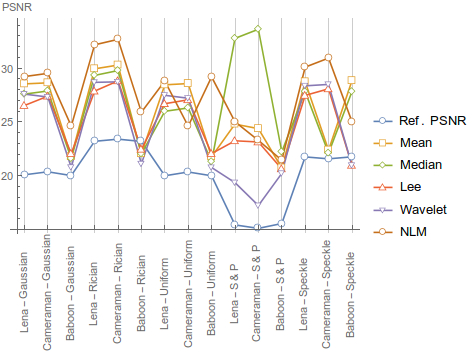 PSNR
30
25
20
Ref. PSNR
Mean
Median
Lee
Wavelet
NLM
Lena – Gaussian
Cameraman – Gaussian
Baboon – Gaussian
Lena – Rician
Cameraman – Rician
Baboon – Rician
Lena – Uniform
Cameraman – Uniform
Baboon – Uniform
Lena – S & P
Cameraman – S & P
Baboon – S & P
Lena – Speckle
Cameraman – Speckle
Baboon – Speckle